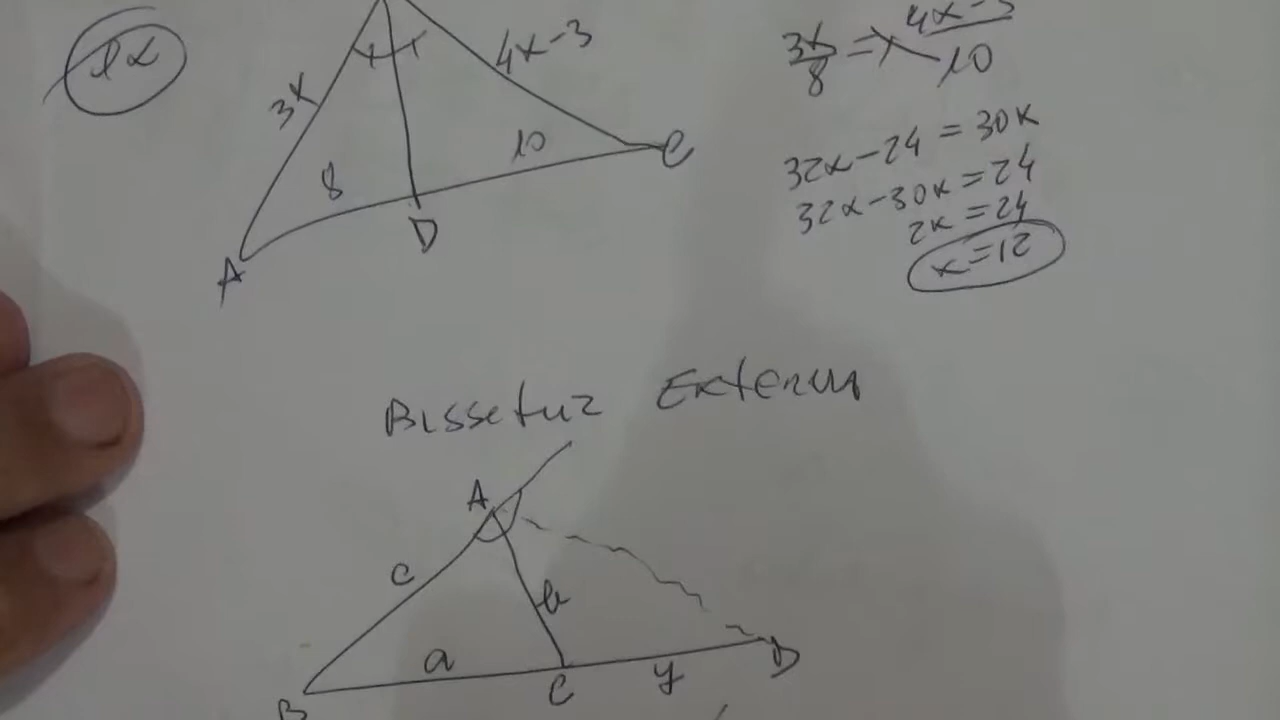 1x
3x
4x-3
8
10
A
D
C
3x/8 = 4x-3/10
32x-24 = 30x
32x-30x = 24
2x = 24
x = 12
Bissetriz Externa
A
c
b
a
B
C
y
D